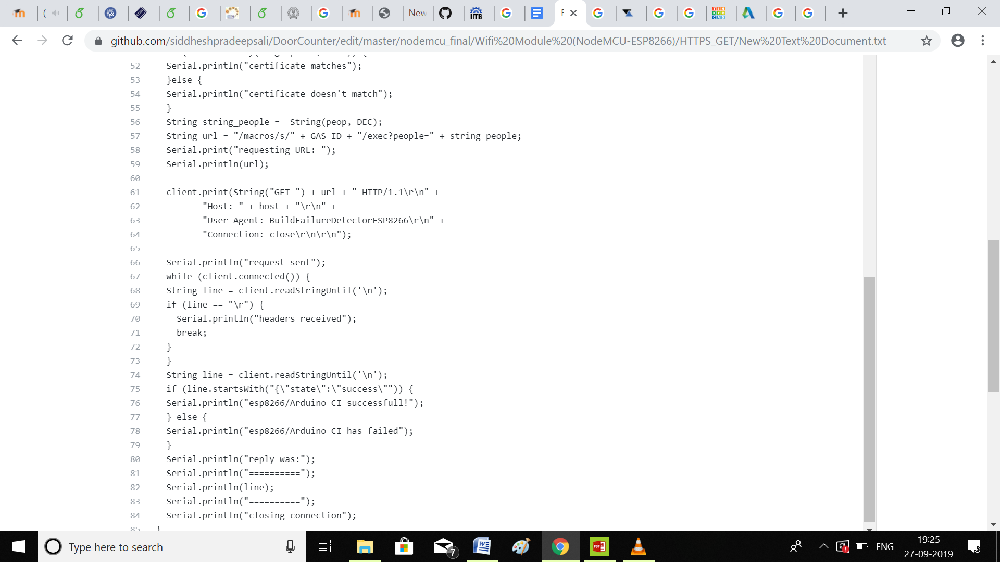 New
github.com/siddheshpradeepsali/DoorCounter/edit/master/nodemcu_final/Wifi%20Module%20(NodeMCU-ESP8266)/HTTPS_GET/New%20Text%20Document.txt
52 Serial.println("certificate matches");
53 }else {
54 Serial.println("certificate doesn't match");
55 }
56 String string_people =  String(peop, DEC);
57 String url = "/macros/s/" + GAS_ID + "/exec?people=" + string_people;
58 Serial.print("requesting URL: ");
59 Serial.println(url);
60
61 client.print(String("GET ") + url + " HTTP/1.1\r\n" +
62 "Host: " + host + "\r\n" +
63 "User-Agent: BuildFailureDetectorESP8266\r\n" +
64 "Connection: close\r\n\r\n");
65
66 Serial.println("request sent");
67 while (client.connected()) {
68 String line = client.readStringUntil('\n');
69 if (line == "\r") {
70 Serial.println("headers received");
71 break;
72 }
73 }
74 String line = client.readStringUntil('\n');
75 if (line.startsWith("{\"state\":\"success\"")) {
76 Serial.println("esp8266/Arduino CI successfull!");
77 } else {
78 Serial.println("esp8266/Arduino CI has failed");
79 }
80 Serial.println("reply was:");
81 Serial.println("==========");
82 Serial.println(line);
83 Serial.println("==========");
84 Serial.println("closing connection");
85 }
Type here to search
7
ENG
19:25
27-09-2019